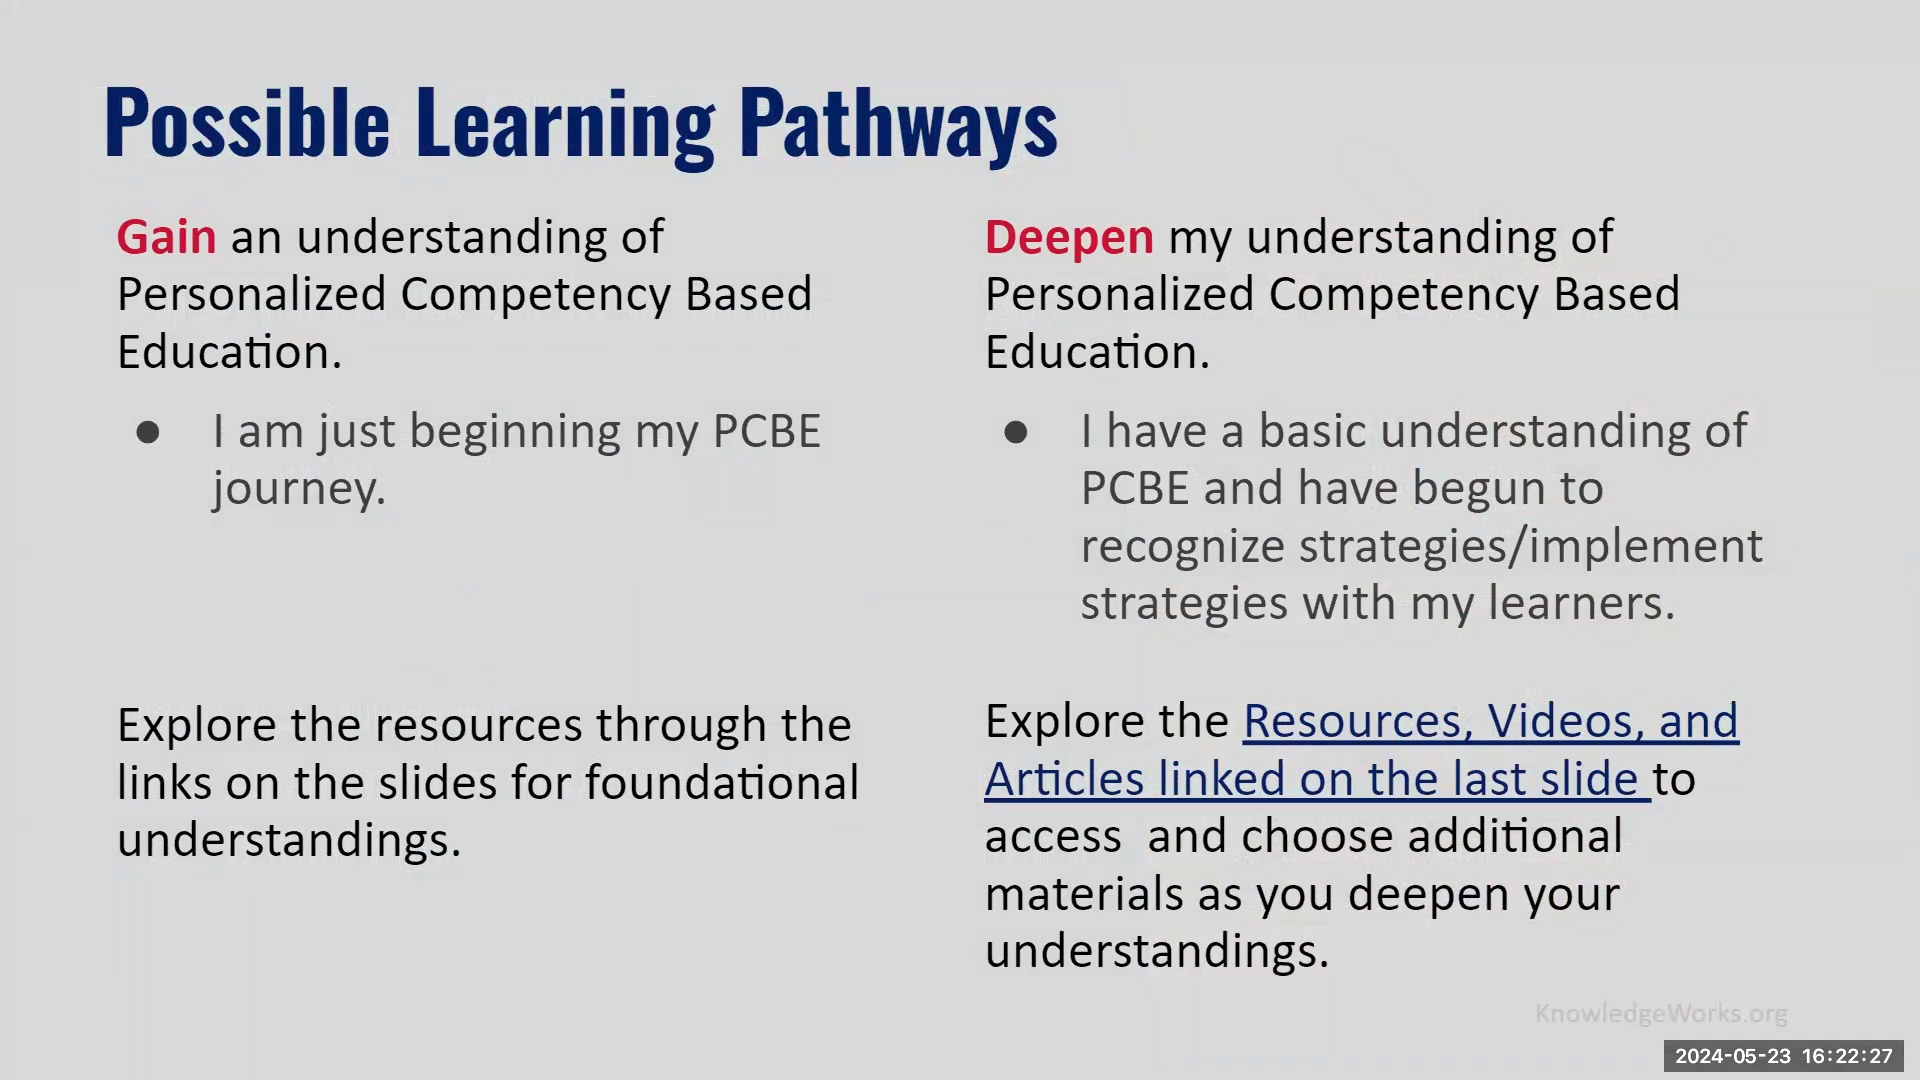 Possible Learning Pathways
Gain an understanding of
Personalized Competency Based
Education.
● I am just beginning my PCBE
journey.
Explore the resources through the
links on the slides for foundational
understandings.
Deepen my understanding of
Personalized Competency Based
Education.
● I have a basic understanding of
PCBE and have begun to
recognize strategies/implement
strategies with my learners.
Explore the Resources, Videos, and
Articles linked on the last slide to
access  and choose additional
materials as you deepen your
understandings.
KnowledgeWorks.org
2024-05-23 16:22:27